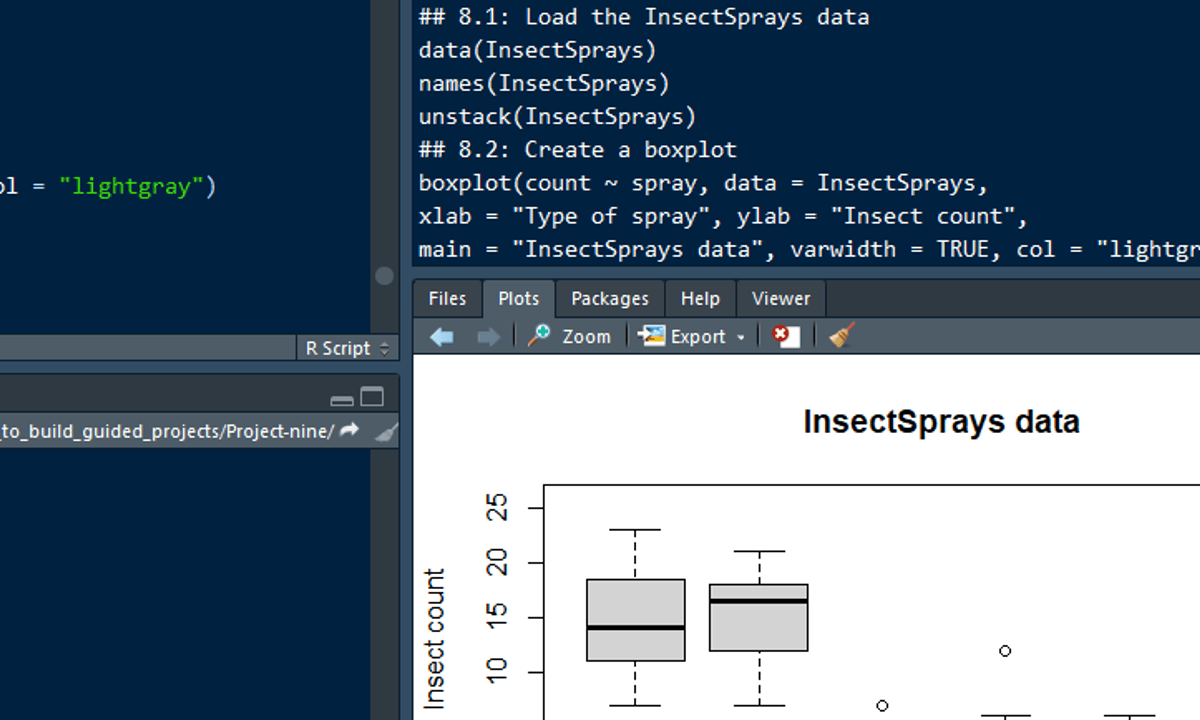 ol = "lightgray")
R Script
_to_build_guided_projects/Project-nine/
## 8.1: Load the InsectSprays data
data(InsectSprays)
names(InsectSprays)
unstack(InsectSprays)
## 8.2: Create a boxplot
boxplot(count ~ spray, data = InsectSprays,
xlab = "Type of spray", ylab = "Insect count",
main = "InsectSprays data", varwidth = TRUE, col = "lightgr
Files Plots Packages Help Viewer
Zoom Export
InsectSprays data
25
20
15
10
Insect count